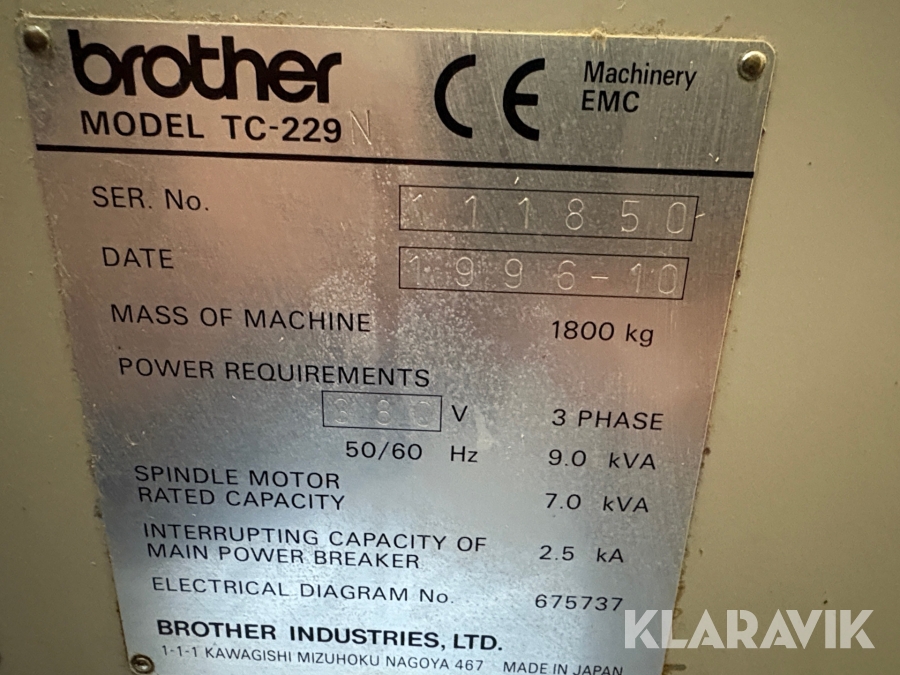 brother CE Machinery
EMC
MODEL TC-229N
SER. No. 111850
DATE 1996-10
MASS OF MACHINE 1800 kg
POWER REQUIREMENTS
380 V 3 PHASE
50/60 Hz 9.0 kVA
SPINDLE MOTOR
RATED CAPACITY 7.0 kVA
INTERRUPTING CAPACITY OF
MAIN POWER BREAKER 2.5 kA
ELECTRICAL DIAGRAM No. 675737
BROTHER INDUSTRIES, LTD.
1-1-1 KAWAGISHI MIZUHOKU NAGOYA 467 MADE IN JAPAN
KLARAVIK